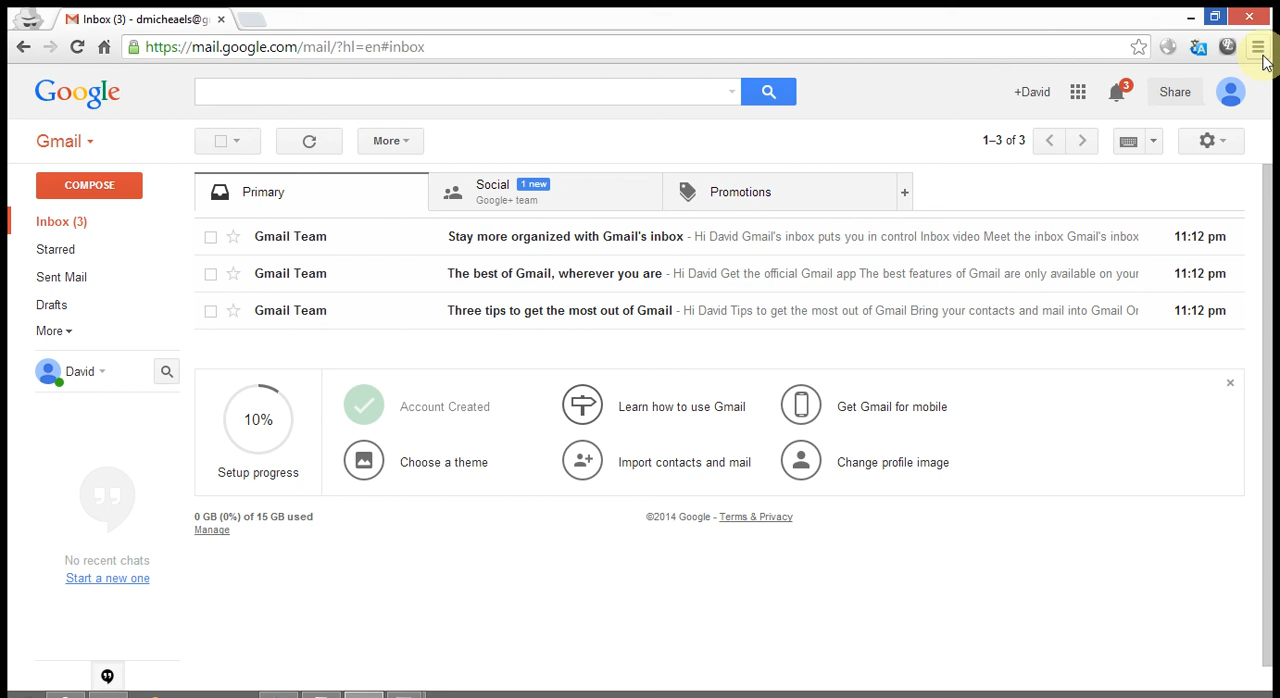 Inbox (3) - dmicheaels@g
https://mail.google.com/mail/?hl=en#inbox
Google
+David
3
Share
Gmail
More
1–3 of 3
COMPOSE
Primary
Social 1 new
Google+ team
Promotions
+
Inbox (3)
Starred
Sent Mail
Drafts
More
David
Gmail Team Stay more organized with Gmail's inbox - Hi David Gmail's inbox puts you in control Inbox video Meet the inbox Gmail's inbox 11:12 pm
Gmail Team The best of Gmail, wherever you are - Hi David Get the official Gmail app The best features of Gmail are only available on your 11:12 pm
Gmail Team Three tips to get the most out of Gmail - Hi David Tips to get the most out of Gmail Bring your contacts and mail into Gmail Or 11:12 pm
10%
Setup progress
Account Created
Learn how to use Gmail
Get Gmail for mobile
Choose a theme
Import contacts and mail
Change profile image
0 GB (0%) of 15 GB used
Manage
©2014 Google - Terms & Privacy
No recent chats
Start a new one